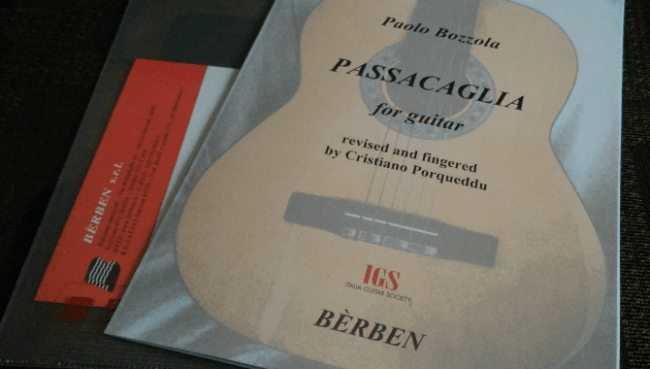 Paolo Bozzola
PASSACAGLIA
for guitar
revised and fingered
by Cristiano Porqueddu
IGS
ITALIA GUITAR SOCIETY
BÈRBEN
BÈRBEN s.r.l.